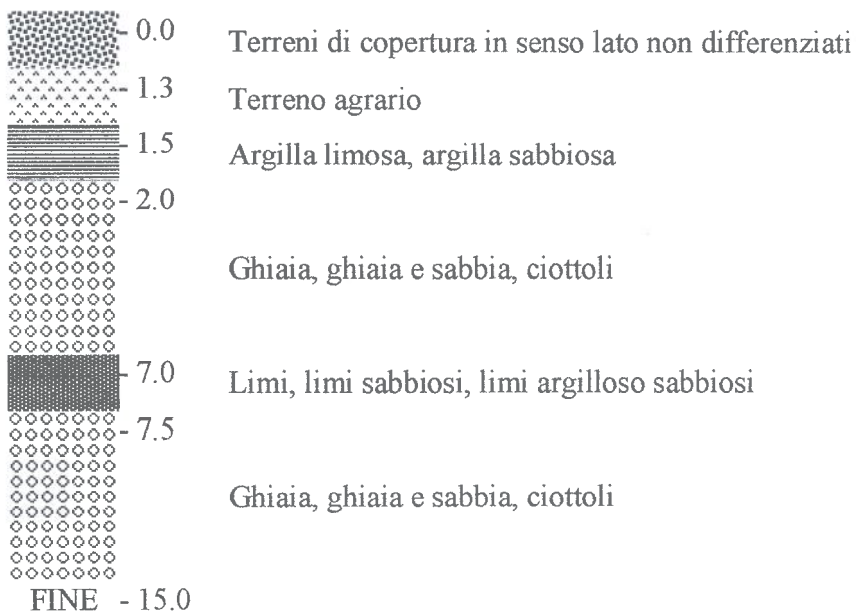 - 0.0 Terreni di copertura in senso lato non differenziati
- 1.3 Terreno agrario
- 1.5 Argilla limosa, argilla sabbiosa
- 2.0
Ghiaia, ghiaia e sabbia, ciottoli
- 7.0 Limi, limi sabbiosi, limi argilloso sabbiosi
- 7.5
Ghiaia, ghiaia e sabbia, ciottoli
FINE - 15.0